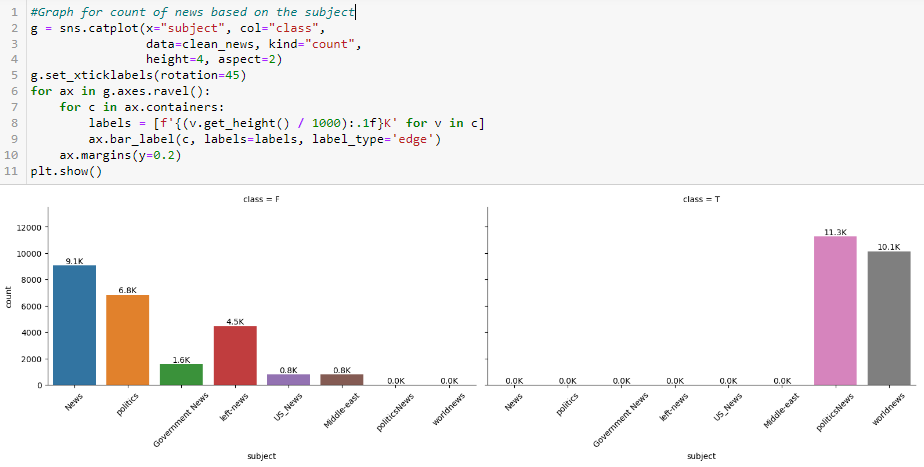 1 #Graph for count of news based on the subject
2 g = sns.catplot(x="subject", col="class",
3 data=clean_news, kind="count",
4 height=4, aspect=2)
5 g.set_xticklabels(rotation=45)
6 for ax in g.axes.ravel():
7 for c in ax.containers:
8 labels = [f'{(v.get_height() / 1000):.1f}K' for v in c]
9 ax.bar_label(c, labels=labels, label_type='edge')
10 ax.margins(y=0.2)
11 plt.show()
class = F
12000
10000
8000
6000
4000
2000
0
count
9.1K
6.8K
1.6K
4.5K
0.8K
0.8K
0.0K
0.0K
News
politics
Government News
left-news
US_News
Middle-east
politicsNews
worldnews
subject
class = T
0.0K
0.0K
0.0K
0.0K
0.0K
0.0K
11.3K
10.1K
News
politics
Government News
left-news
US_News
Middle-east
politicsNews
worldnews
subject